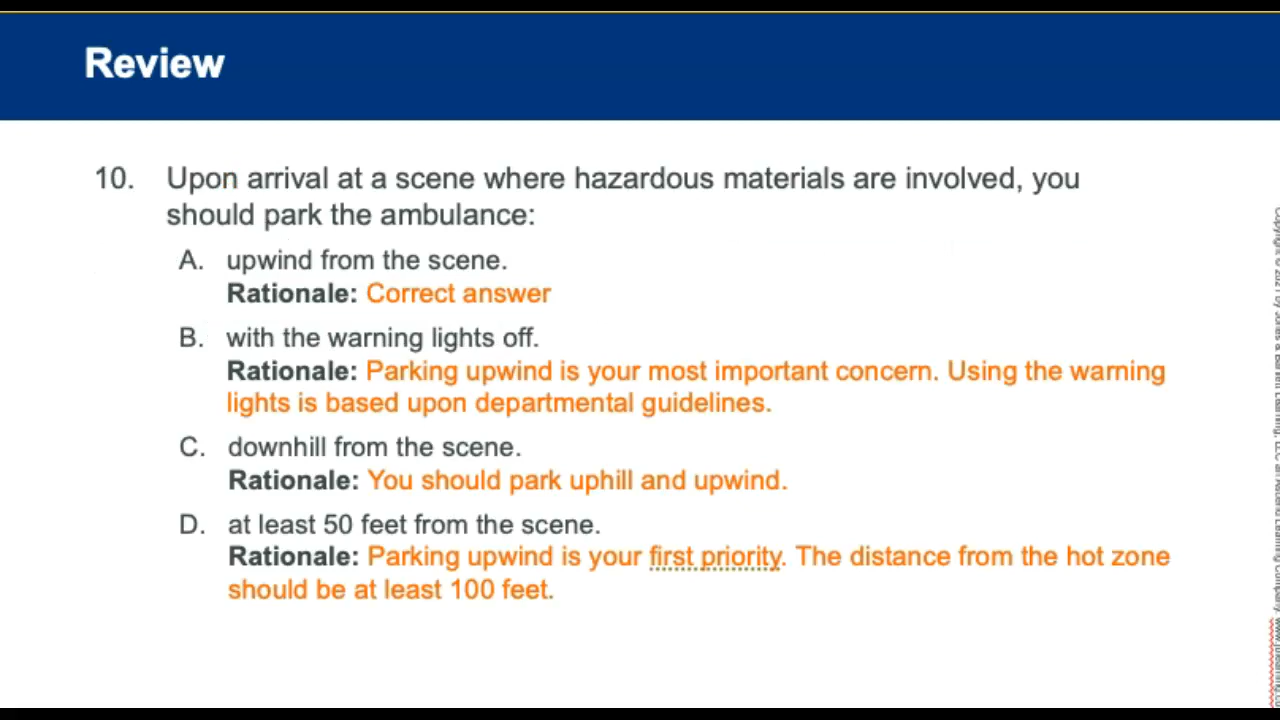 Review
10. Upon arrival at a scene where hazardous materials are involved, you
should park the ambulance:
A. upwind from the scene.
Rationale: Correct answer
B. with the warning lights off.
Rationale: Parking upwind is your most important concern. Using the warning
lights is based upon departmental guidelines.
C. downhill from the scene.
Rationale: You should park uphill and upwind.
D. at least 50 feet from the scene.
Rationale: Parking upwind is your first priority. The distance from the hot zone
should be at least 100 feet.